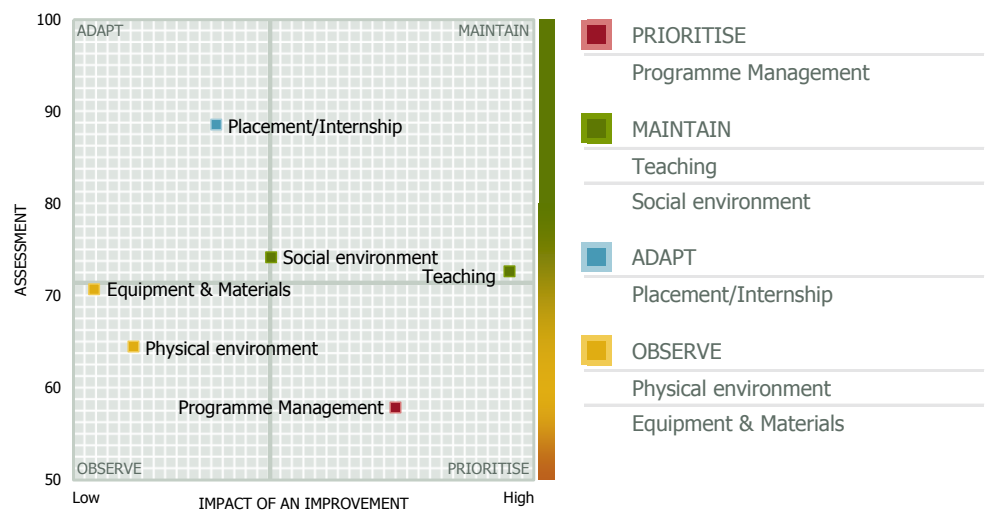 100
ADAPT
MAINTAIN
90
Placement/Internship
80
ASSESSMENT
Social environment
Teaching
70
Equipment & Materials
Physical environment
60
Programme Management
OBSERVE
PRIORITISE
50
Low
IMPACT OF AN IMPROVEMENT
High
PRIORITISE
Programme Management
MAINTAIN
Teaching
Social environment
ADAPT
Placement/Internship
OBSERVE
Physical environment
Equipment & Materials